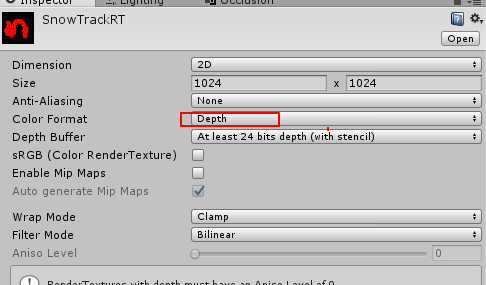 Inspector Lighting Occlusion
SnowTrackRT
Open
Dimension 2D
Size 1024 x 1024
Anti-Aliasing None
Color Format Depth
Depth Buffer At least 24 bits depth (with stencil)
sRGB (Color RenderTexture)
Enable Mip Maps
Auto generate Mip Maps
Wrap Mode Clamp
Filter Mode Bilinear
Aniso Level 0
RenderTextures with depth must have an Aniso Level of 0.